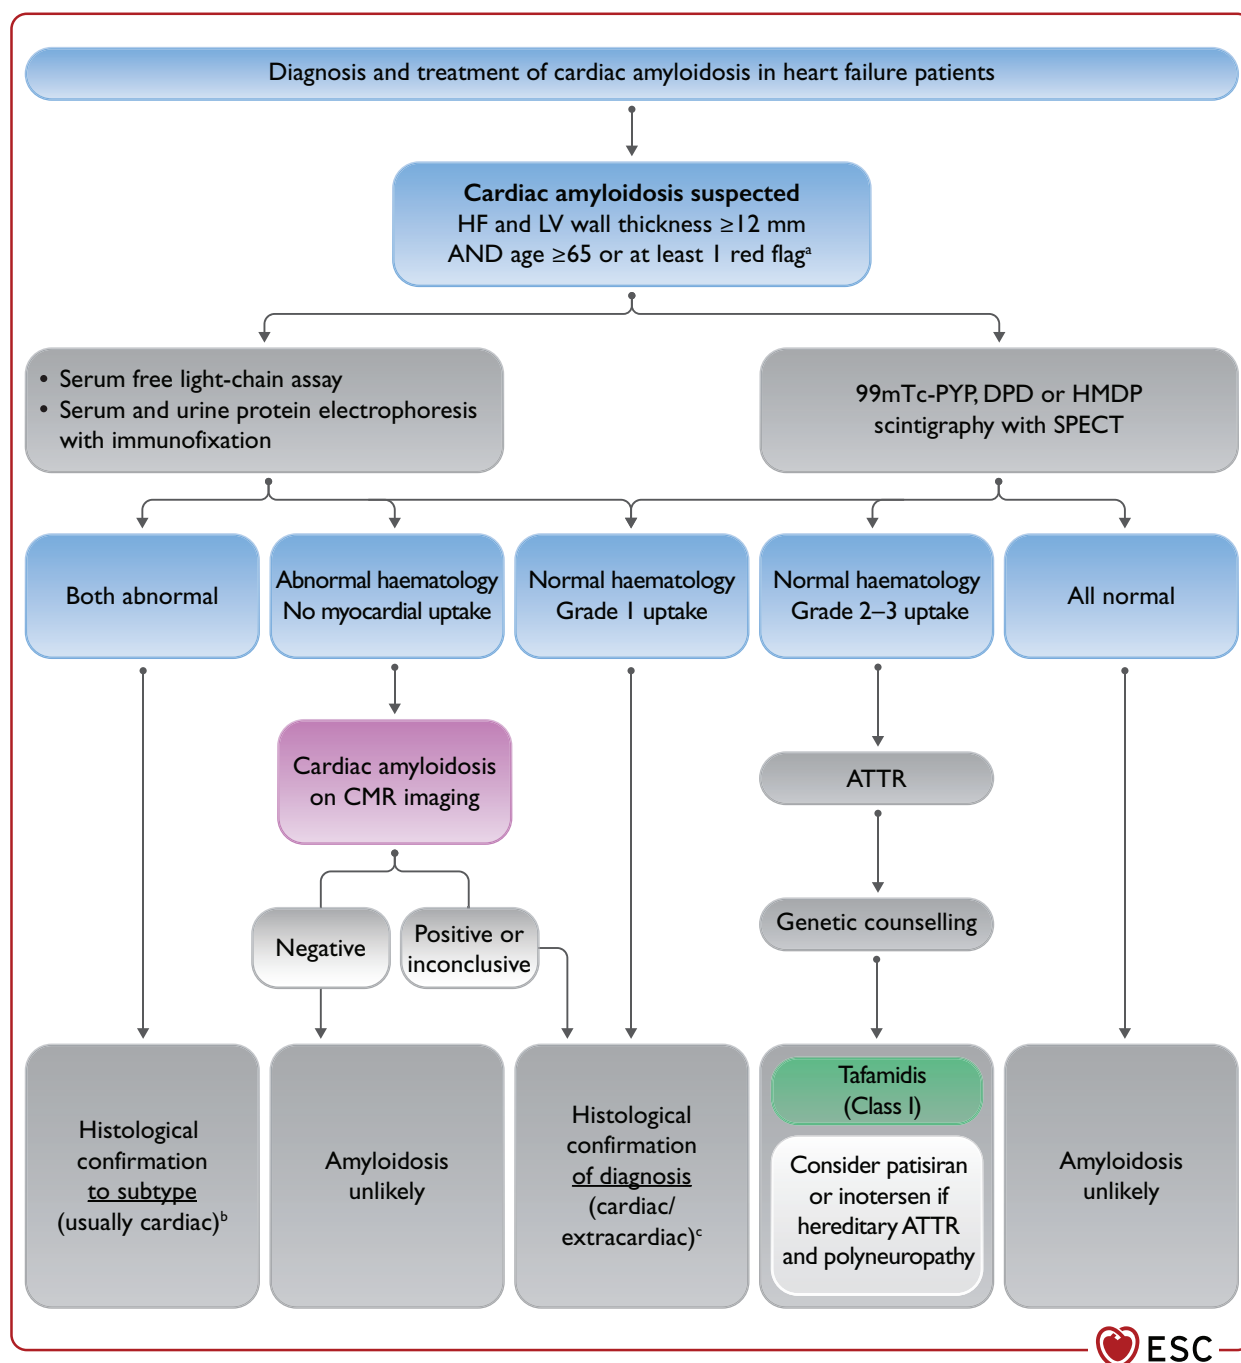 Diagnosis and treatment of cardiac amyloidosis in heart failure patients
Cardiac amyloidosis suspected
HF and LV wall thickness ≥12 mm
AND age ≥65 or at least 1 red flagᵃ
• Serum free light-chain assay
• Serum and urine protein electrophoresis
with immunofixation
99mTc-PYP, DPD or HMDP
scintigraphy with SPECT
Both abnormal
Abnormal haematology
No myocardial uptake
Normal haematology
Grade 1 uptake
Normal haematology
Grade 2–3 uptake
All normal
Cardiac amyloidosis
on CMR imaging
ATTR
Negative
Positive or
inconclusive
Genetic counselling
Histological
confirmation
to subtype
(usually cardiac)ᵇ
Amyloidosis
unlikely
Histological
confirmation
of diagnosis
(cardiac/
extracardiac)ᶜ
Tafamidis
(Class I)
Consider patisiran
or inotersen if
hereditary ATTR
and polyneuropathy
Amyloidosis
unlikely
ESC